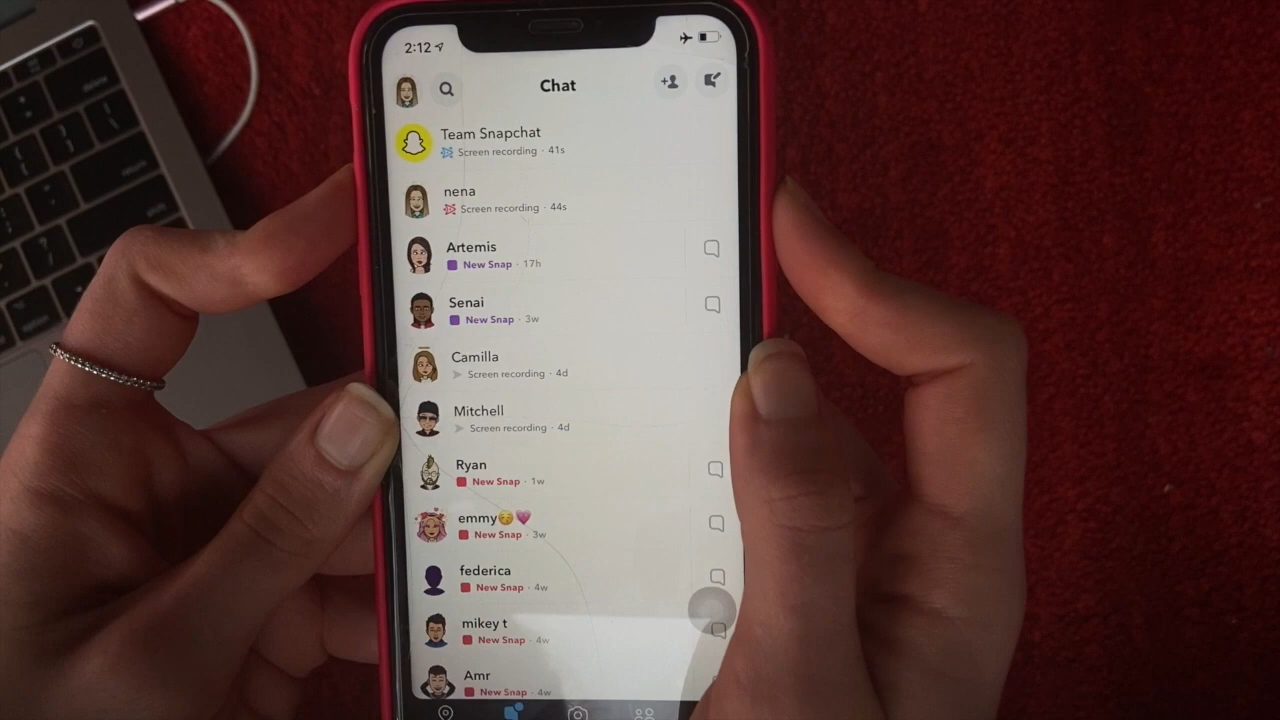 2:12
Chat
Team Snapchat
Screen recording · 41s
nena
Screen recording · 44s
Artemis
New Snap · 17h
Senai
New Snap · 3w
Camilla
Screen recording · 4d
Mitchell
Screen recording · 4d
Ryan
New Snap · 1w
emmy😚💗
New Snap · 3w
federica
New Snap · 4w
mikey t
New Snap · 4w
Amr
New Snap · 4w